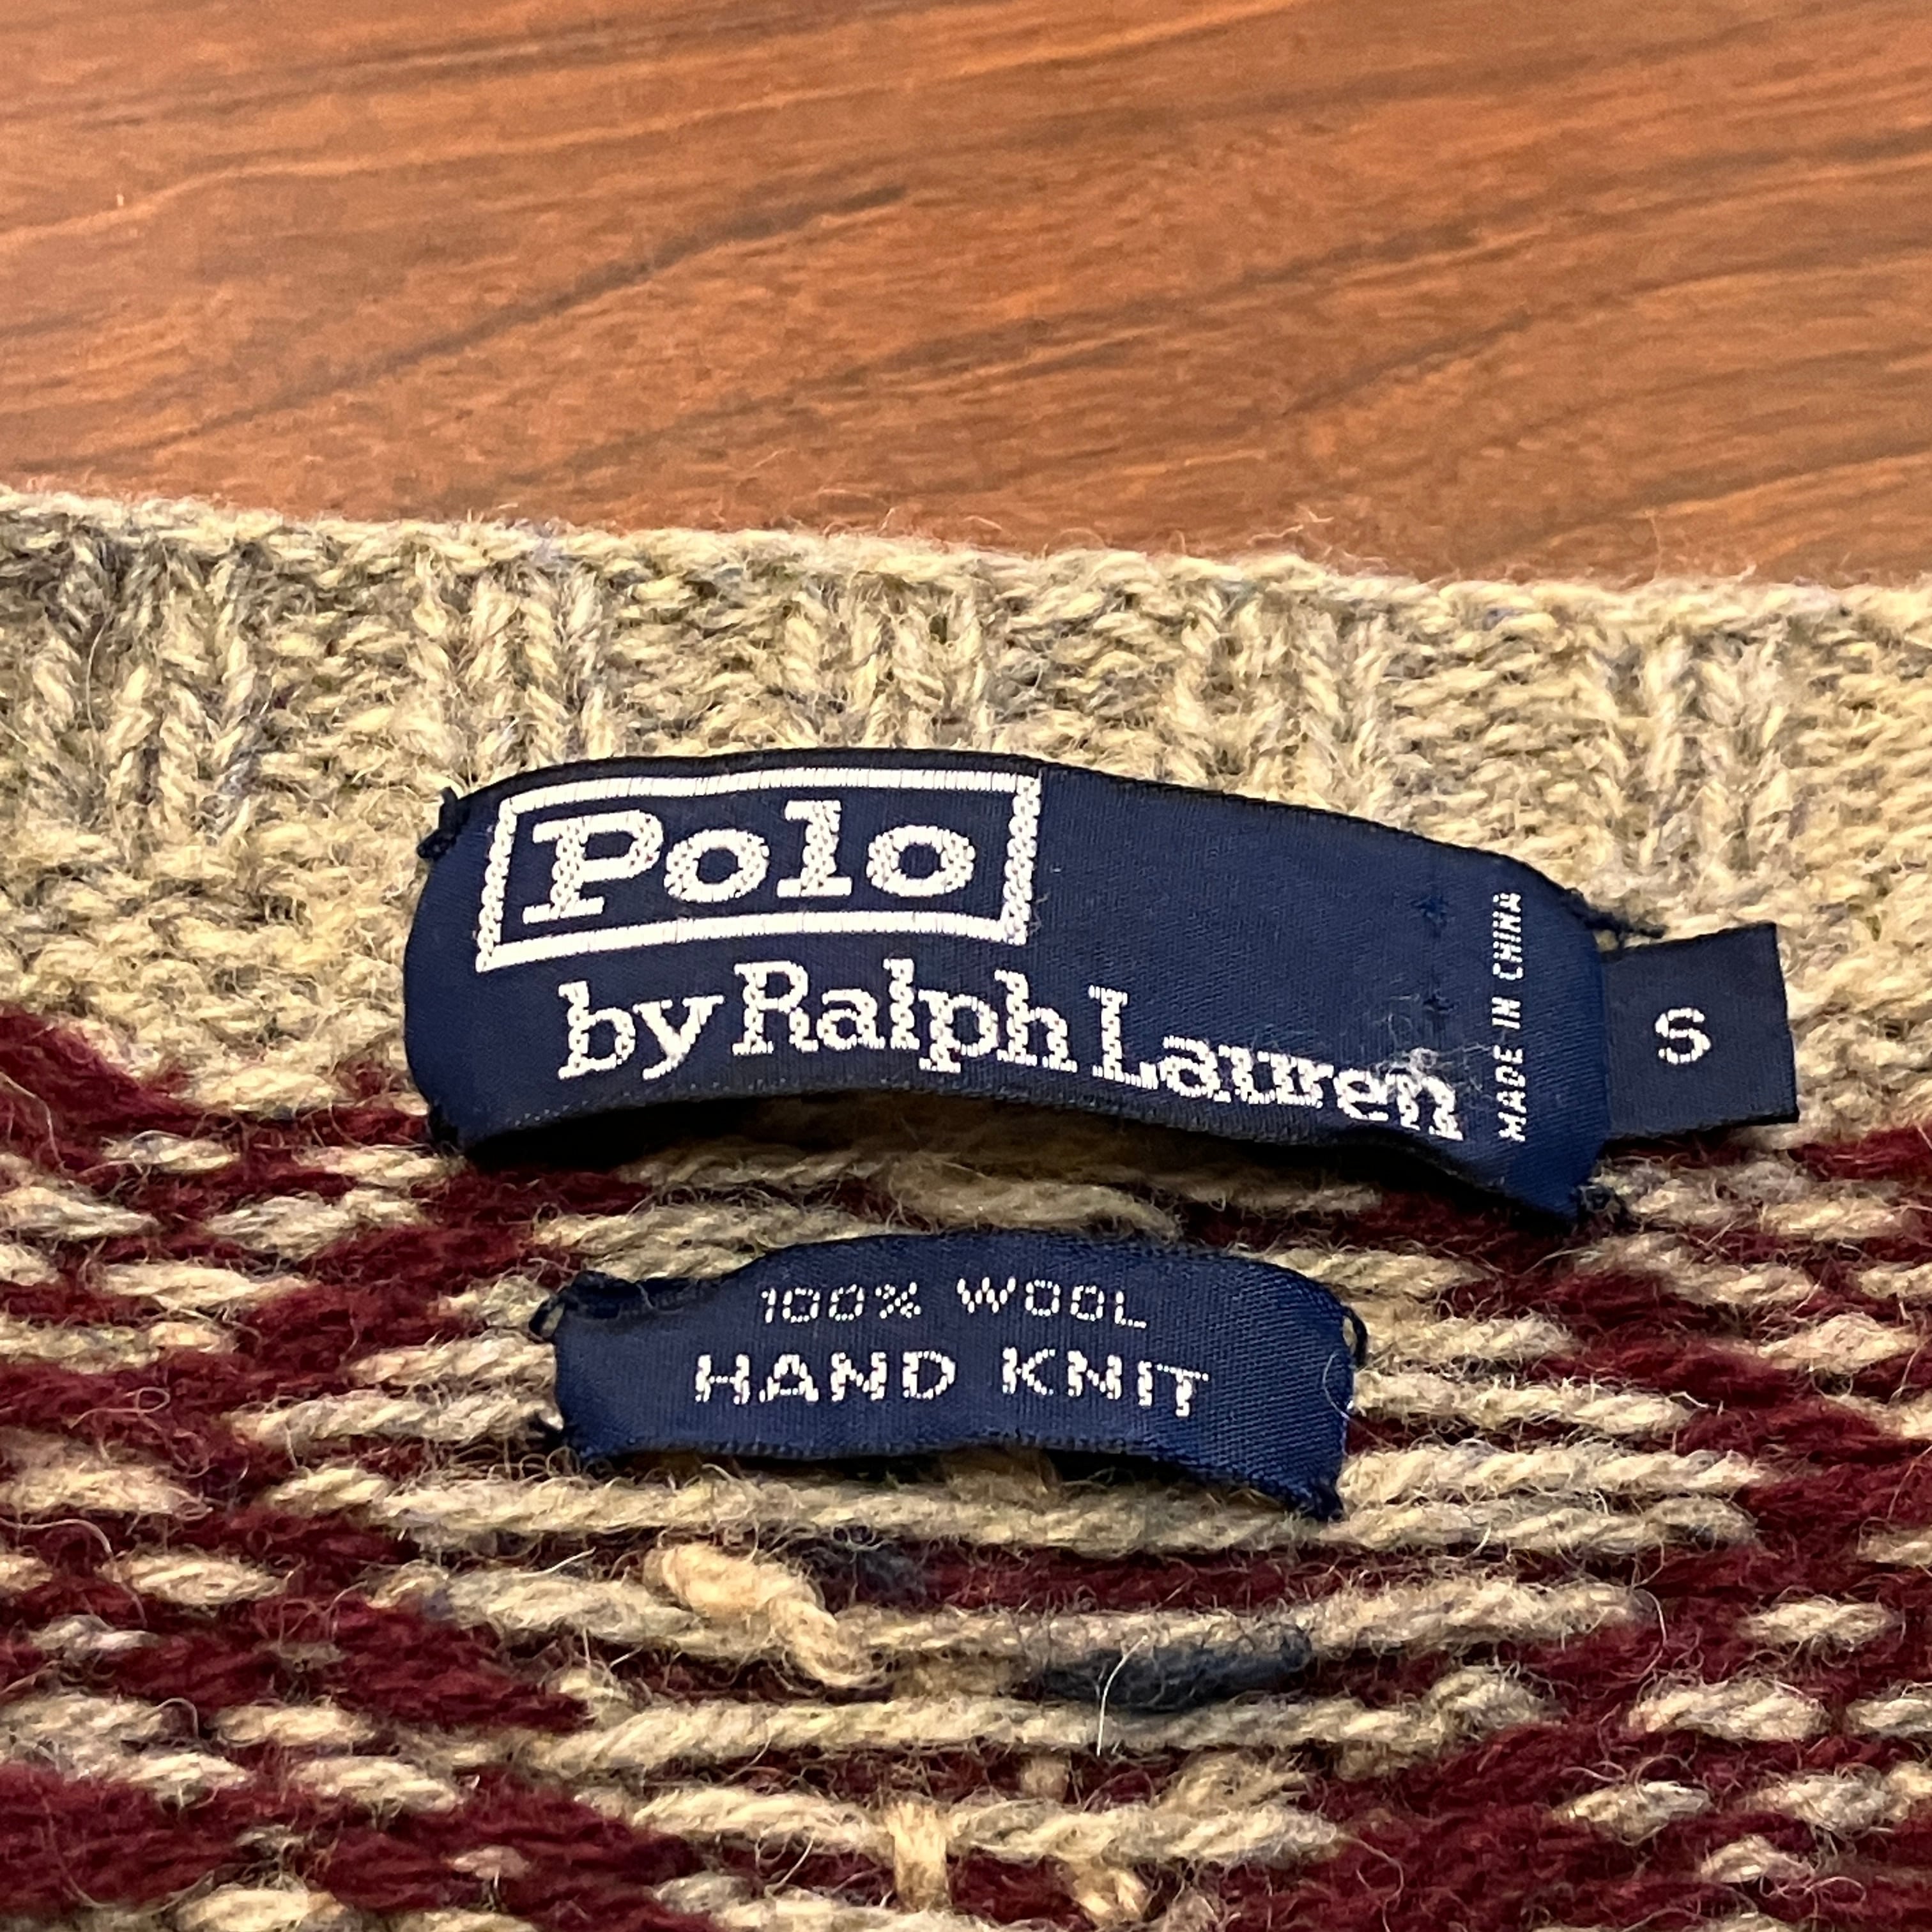 Polo
by Ralph Lauren
MADE IN CHINA
S
100% WOOL
HAND KNIT